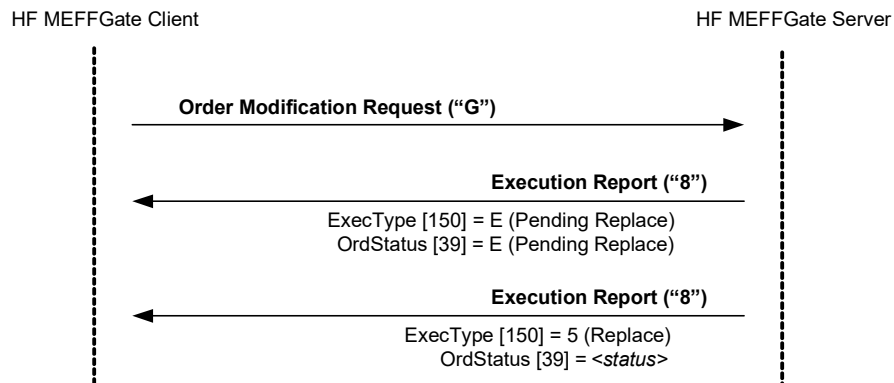 HF MEFFGate Client
HF MEFFGate Server
Order Modification Request (“G”)
Execution Report (“8”)
ExecType [150] = E (Pending Replace)
OrdStatus [39] = E (Pending Replace)
Execution Report (“8”)
ExecType [150] = 5 (Replace)
OrdStatus [39] = <status>